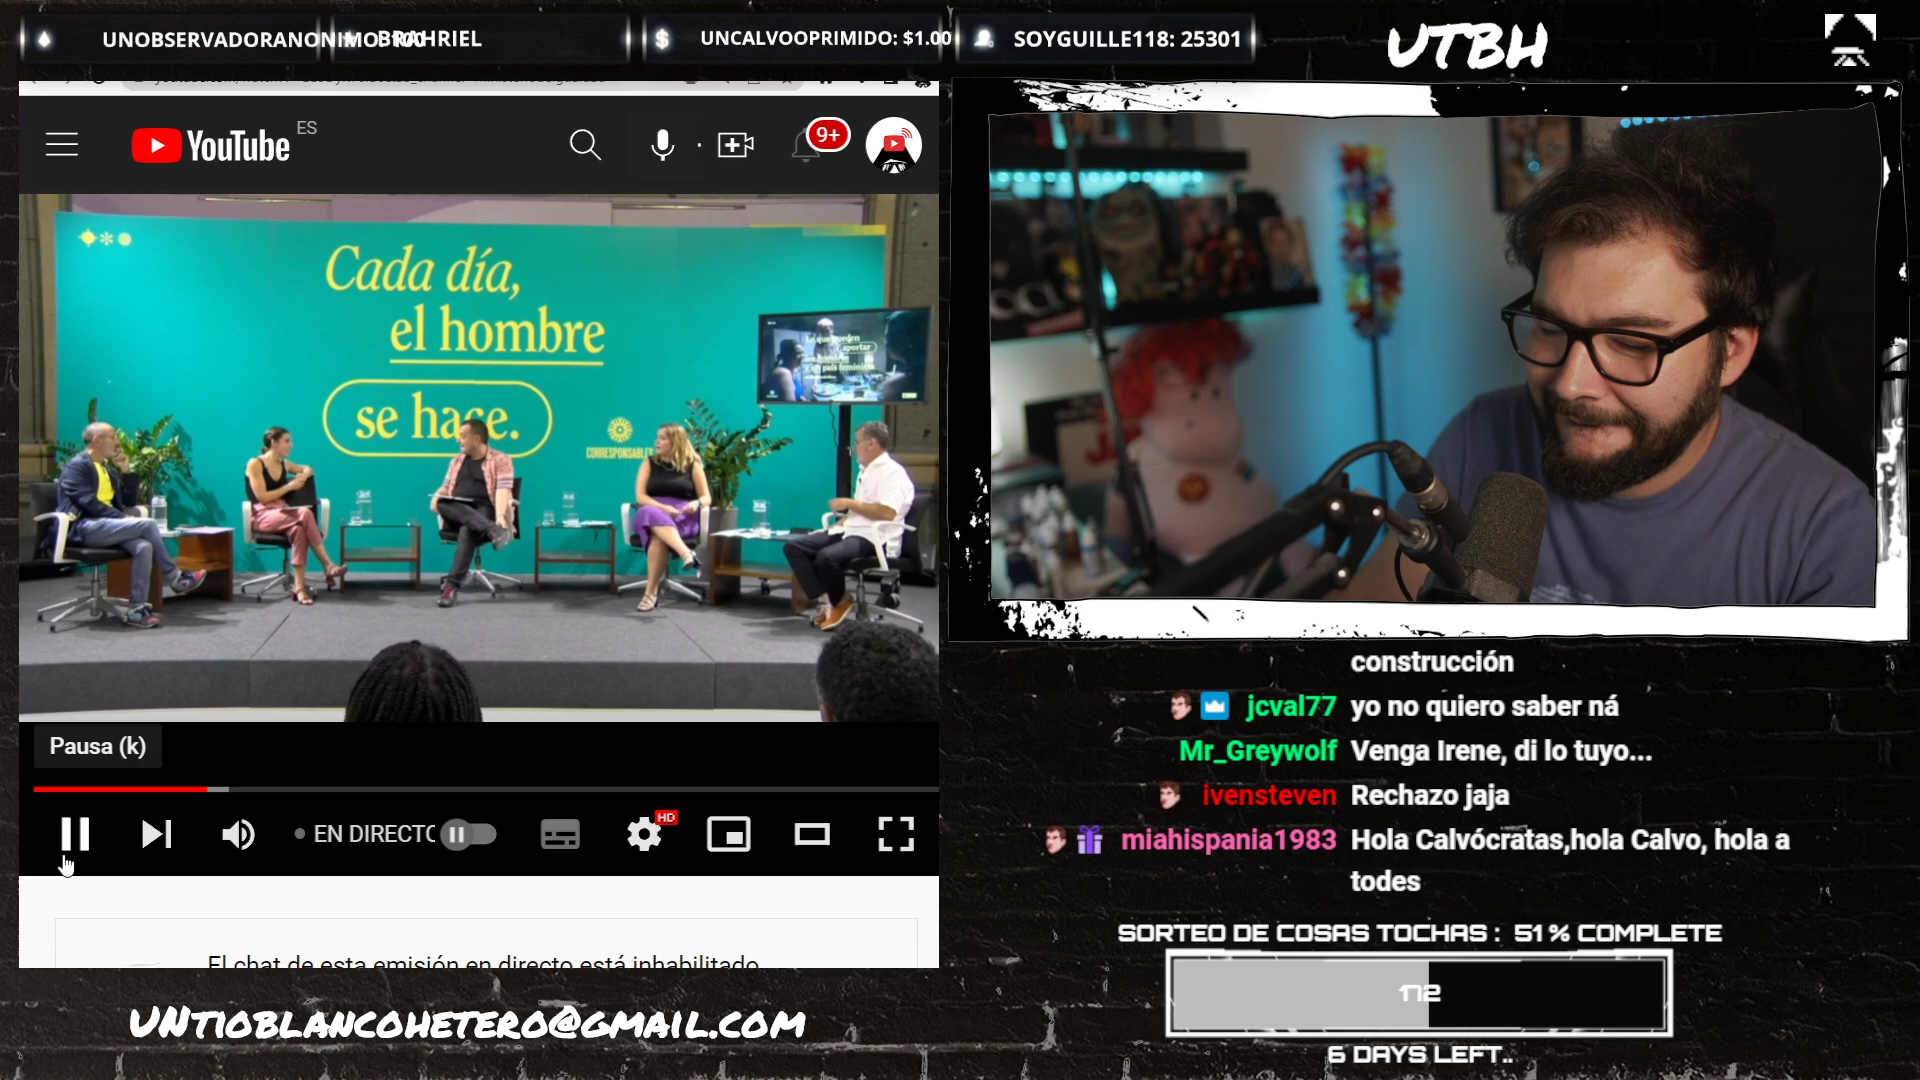 BRAHRIEL
UNCALVOOPRIMIDO: $1.00
SOYGUILLE118: 25301
UTBH
YouTube
ES
9+
Cada día,
el hombre
se hace.
CORRESPONSABLES
Pausa (k)
EN DIRECTO
HD
El chat de esta emisión en directo está inhabilitado
UNtioblancohetero@gmail.com
construcción
jcval77 yo no quiero saber ná
Mr_Greywolf Venga Irene, di lo tuyo...
ivensteven Rechazo jaja
miahispania1983 Hola Calvócratas,hola Calvo, hola a
todes
SORTEO DE COSAS TOCHAS : 51% COMPLETE
172
6 DAYS LEFT..